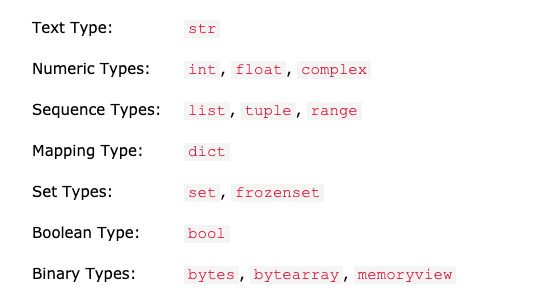 Text Type: str
Numeric Types: int, float, complex
Sequence Types: list, tuple, range
Mapping Type: dict
Set Types: set, frozenset
Boolean Type: bool
Binary Types: bytes, bytearray, memoryview